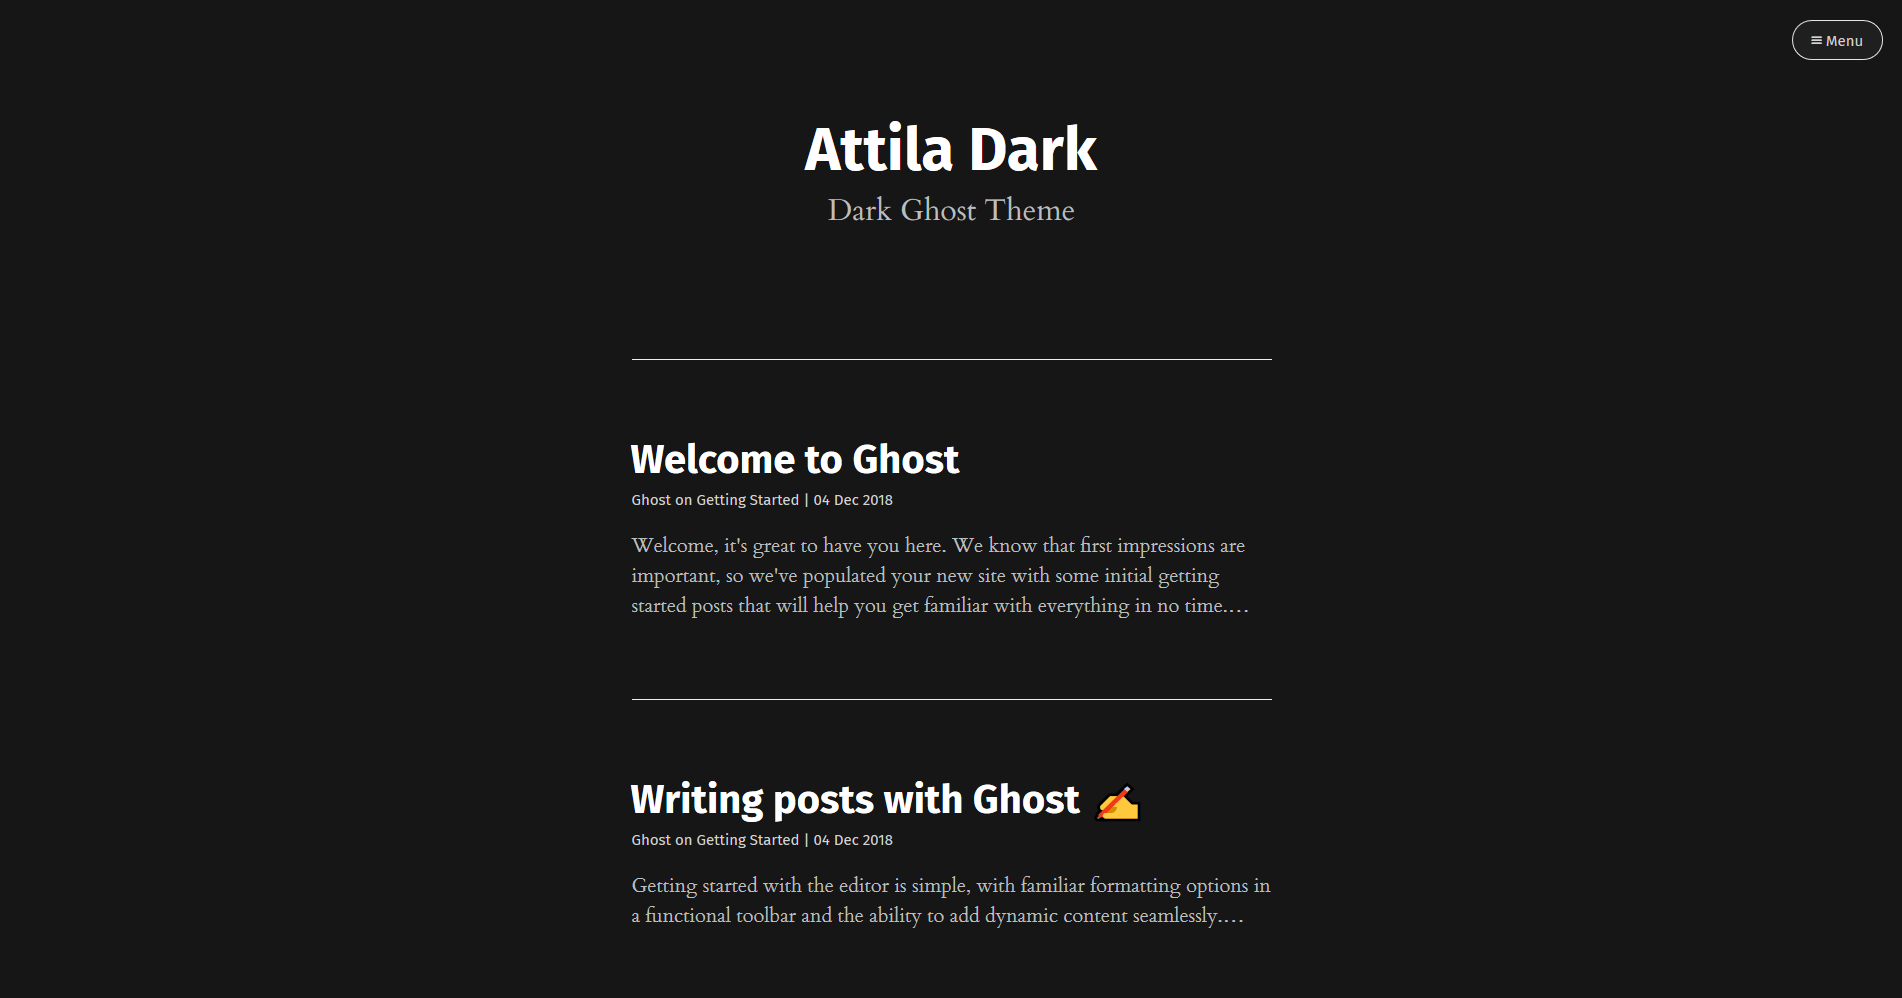 Menu
Attila Dark
Dark Ghost Theme
Welcome to Ghost
Ghost on Getting Started | 04 Dec 2018
Welcome, it's great to have you here. We know that first impressions are
important, so we've populated your new site with some initial getting
started posts that will help you get familiar with everything in no time.…
Writing posts with Ghost ✍️
Ghost on Getting Started | 04 Dec 2018
Getting started with the editor is simple, with familiar formatting options in
a functional toolbar and the ability to add dynamic content seamlessly.…